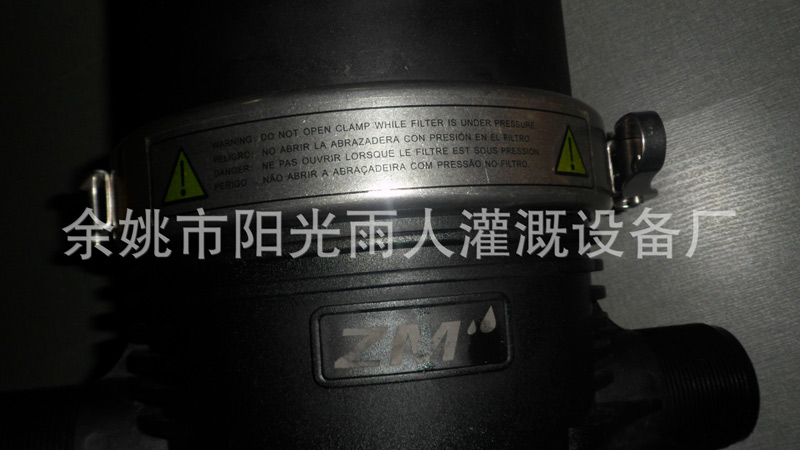 WARNING: DO NOT OPEN CLAMP WHILE FILTER IS UNDER PRESSURE.
PELIGRO: NO ABRIR LA ABRAZADERA CON PRESIÓN EN EL FILTRO.
DANGER: NE PAS OUVRIR LORSQUE LE FILTRE EST SOUS PRESSION.
PERIGO: NÃO ABRIR A ABRAÇADEIRA COM PRESSÃO NO-FILTRO.
余姚市阳光雨人灌溉设备厂
ZM